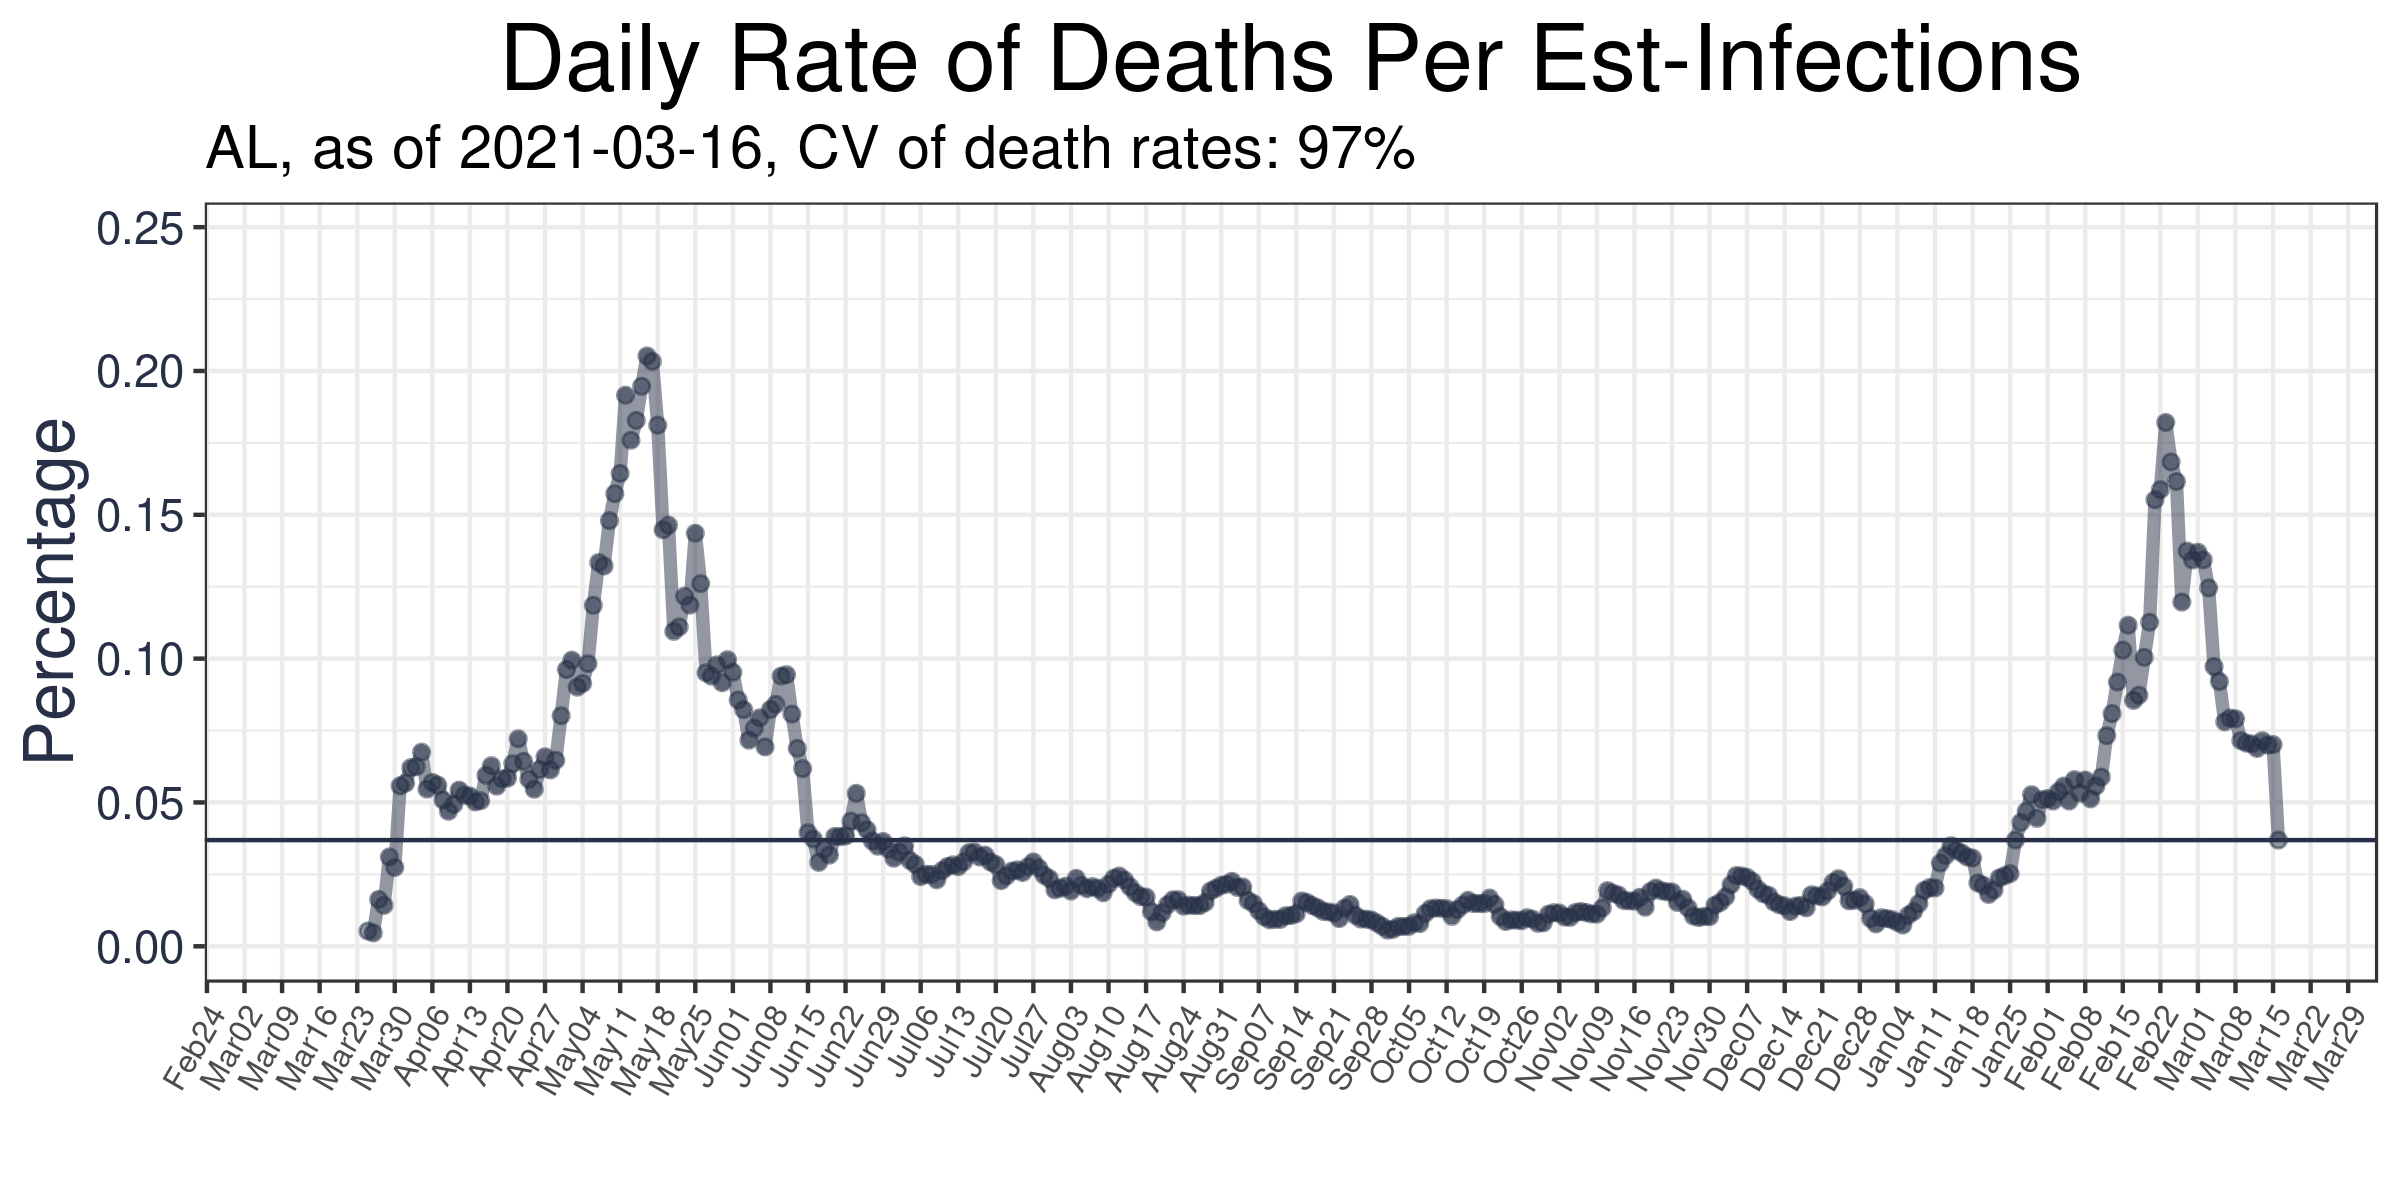 Daily Rate of Deaths Per Est-Infections
AL, as of 2021-03-16, CV of death rates: 97%
Percentage
0.25
0.20
0.15
0.10
0.05
0.00
Feb24
Mar02
Mar09
Mar16
Mar23
Mar30
Apr06
Apr13
Apr20
Apr27
May04
May11
May18
May25
Jun01
Jun08
Jun15
Jun22
Jun29
Jul06
Jul13
Jul20
Jul27
Aug03
Aug10
Aug17
Aug24
Aug31
Sep07
Sep14
Sep21
Sep28
Oct05
Oct12
Oct19
Oct26
Nov02
Nov09
Nov16
Nov23
Nov30
Dec07
Dec14
Dec21
Dec28
Jan04
Jan11
Jan18
Jan25
Feb01
Feb08
Feb15
Feb22
Mar01
Mar08
Mar15
Mar22
Mar29